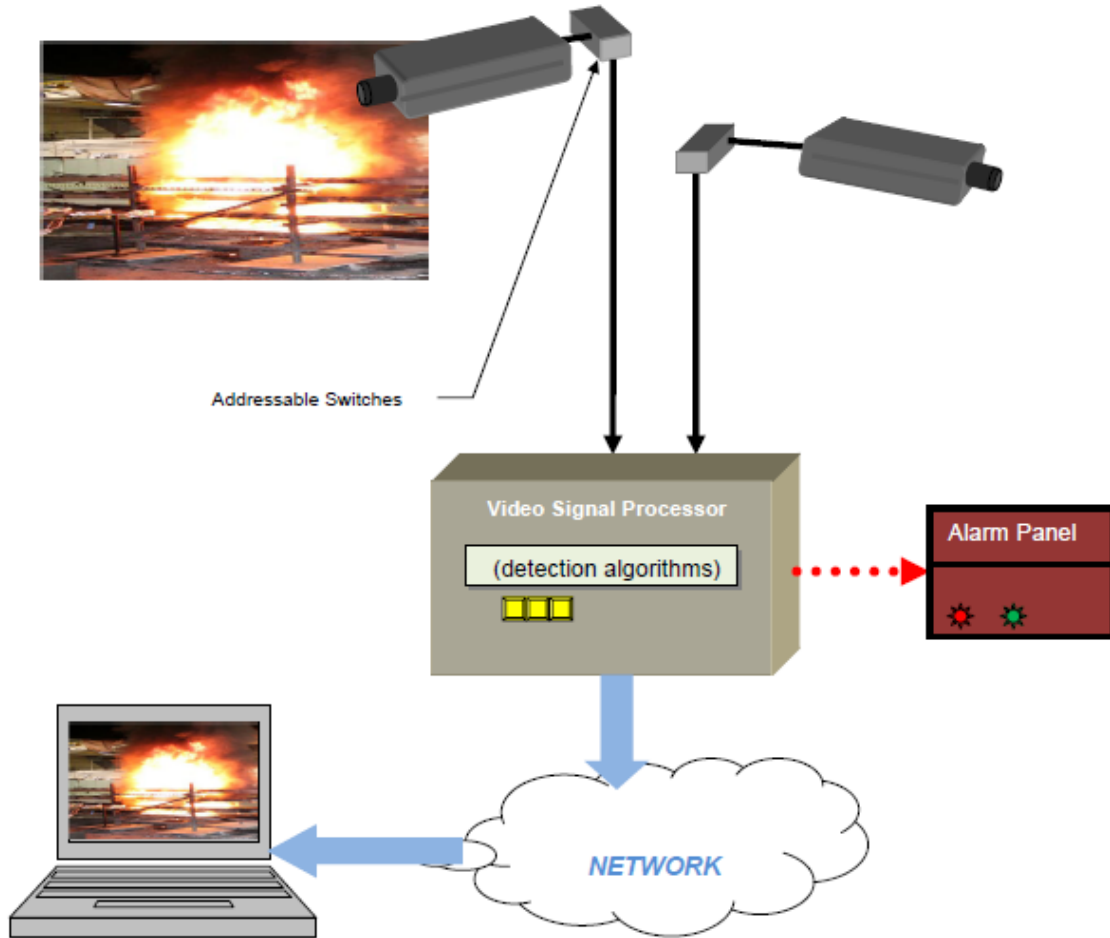 Addressable Switches
Video Signal Processor
(detection algorithms)
Alarm Panel
NETWORK